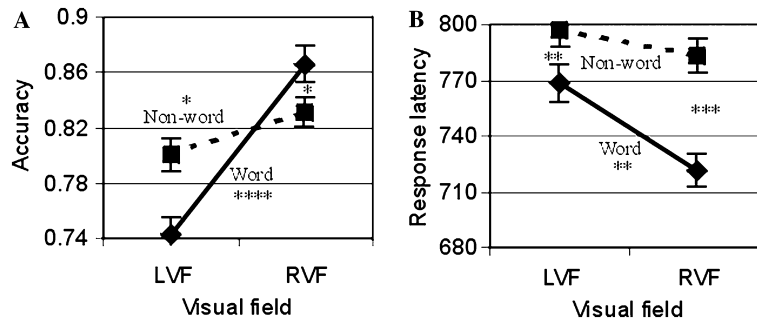 A
Accuracy
0.9
0.86
0.82
0.78
0.74
*
Non-word
*
Word
****
LVF RVF
Visual field
B
Response latency
800
770
740
710
680
**
Non-word
***
Word
**
LVF RVF
Visual field